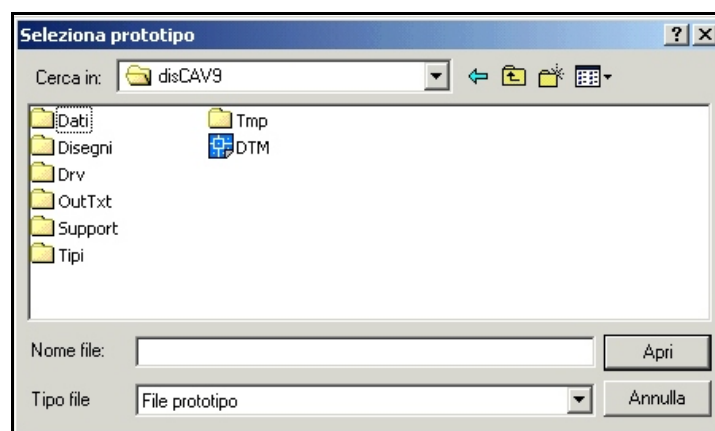 Seleziona prototipo
Cerca in: disCAV9
Dati
Disegni
Drv
OutTxt
Support
Tipi
Tmp
DTM
Nome file: Apri
Tipo file File prototipo Annulla